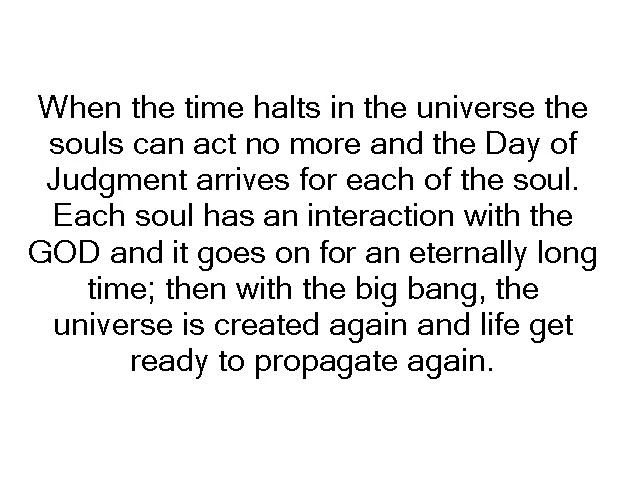 When the time halts in the universe the
souls can act no more and the Day of
Judgment arrives for each of the soul.
Each soul has an interaction with the
GOD and it goes on for an eternally long
time; then with the big bang, the
universe is created again and life get
ready to propagate again.